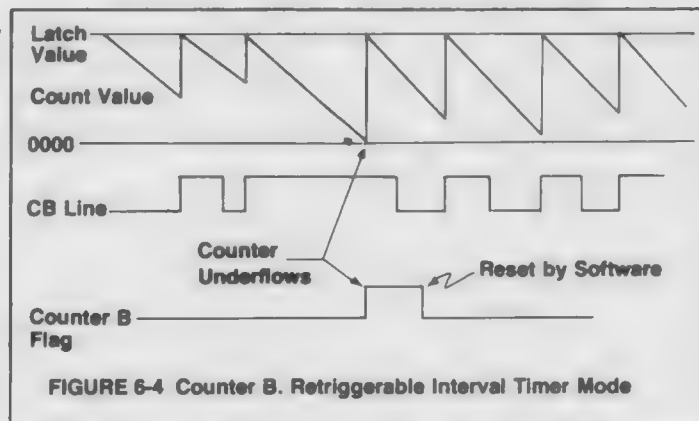 Latch
Value
Count Value
0000
CB Line
Counter
Underflows
Reset by Software
Counter B
Flag
FIGURE 6-4 Counter B. Retriggerable Interval Timer Mode